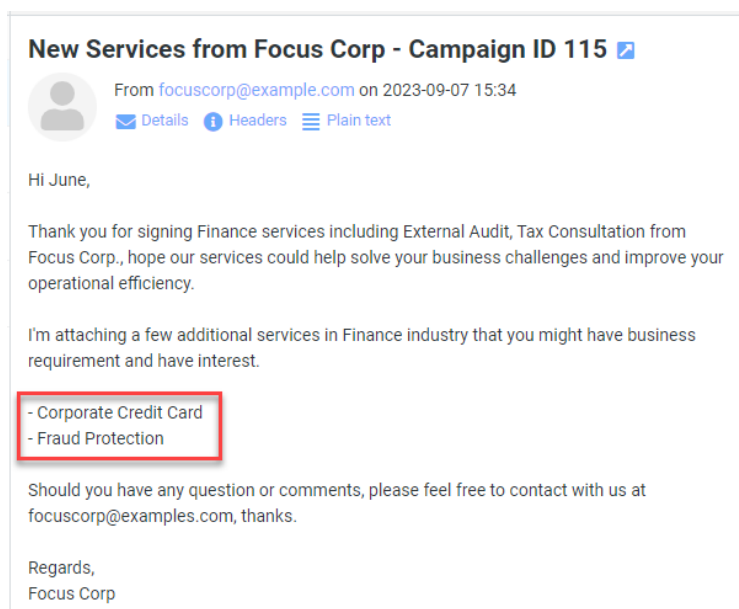 New Services from Focus Corp - Campaign ID 115
From focuscorp@example.com on 2023-09-07 15:34
Details Headers Plain text
Hi June,
Thank you for signing Finance services including External Audit, Tax Consultation from
Focus Corp., hope our services could help solve your business challenges and improve your
operational efficiency.
I'm attaching a few additional services in Finance industry that you might have business
requirement and have interest.
- Corporate Credit Card
- Fraud Protection
Should you have any question or comments, please feel free to contact with us at
focuscorp@examples.com, thanks.
Regards,
Focus Corp